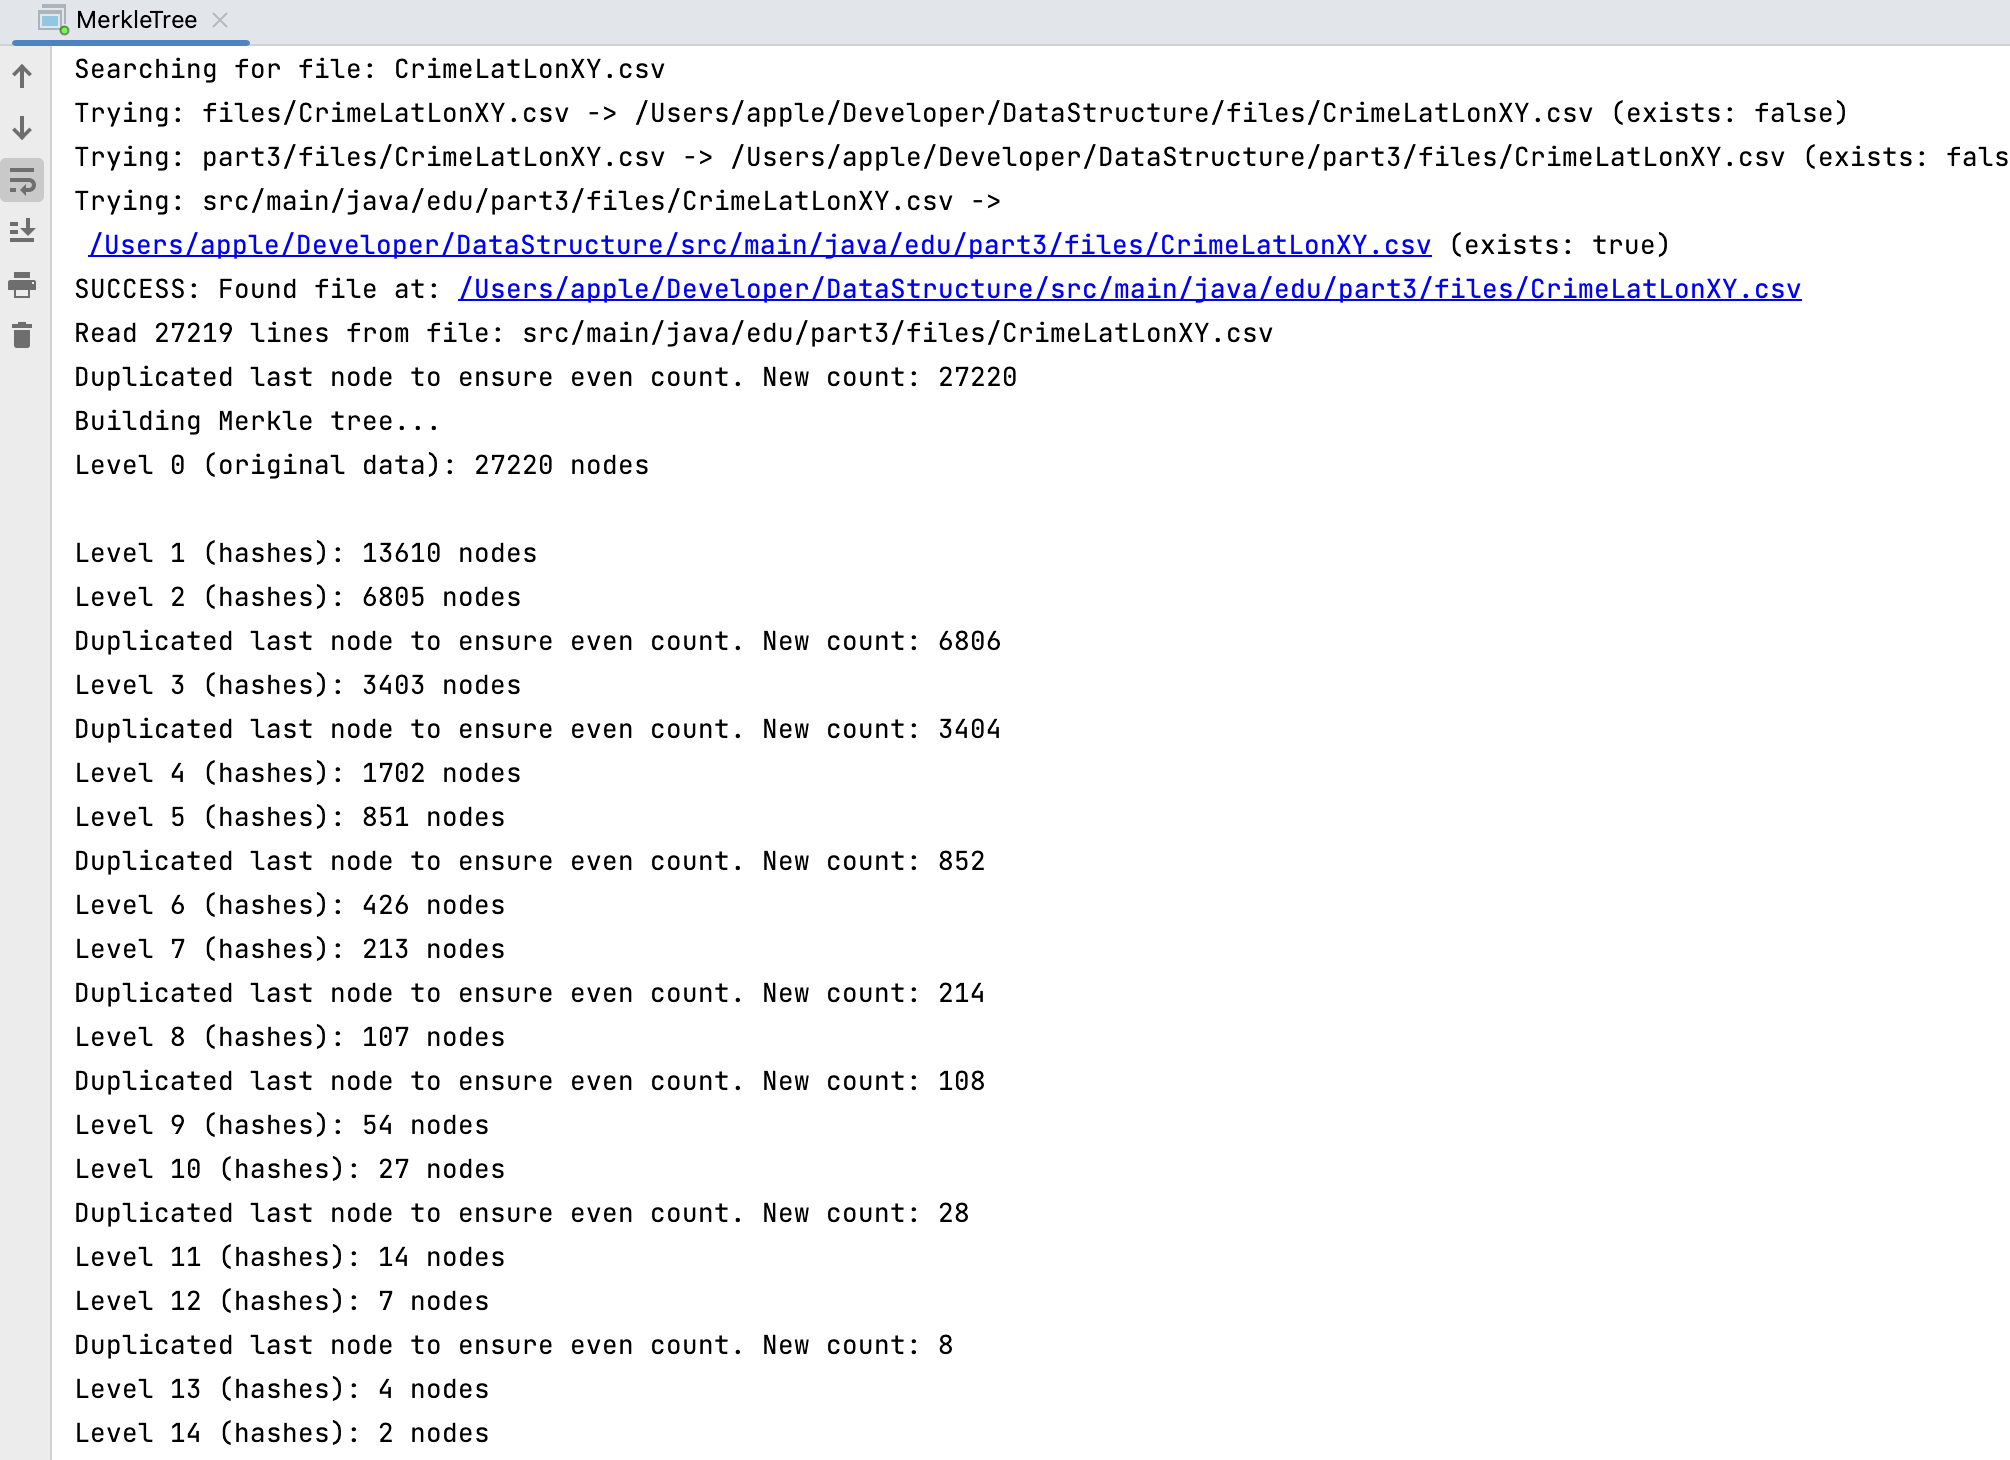 MerkleTree
Searching for file: CrimeLatLonXY.csv
Trying: files/CrimeLatLonXY.csv -> /Users/apple/Developer/DataStructure/files/CrimeLatLonXY.csv (exists: false)
Trying: part3/files/CrimeLatLonXY.csv -> /Users/apple/Developer/DataStructure/part3/files/CrimeLatLonXY.csv (exists: fals
Trying: src/main/java/edu/part3/files/CrimeLatLonXY.csv ->
/Users/apple/Developer/DataStructure/src/main/java/edu/part3/files/CrimeLatLonXY.csv (exists: true)
SUCCESS: Found file at: /Users/apple/Developer/DataStructure/src/main/java/edu/part3/files/CrimeLatLonXY.csv
Read 27219 lines from file: src/main/java/edu/part3/files/CrimeLatLonXY.csv
Duplicated last node to ensure even count. New count: 27220
Building Merkle tree...
Level 0 (original data): 27220 nodes
Level 1 (hashes): 13610 nodes
Level 2 (hashes): 6805 nodes
Duplicated last node to ensure even count. New count: 6806
Level 3 (hashes): 3403 nodes
Duplicated last node to ensure even count. New count: 3404
Level 4 (hashes): 1702 nodes
Level 5 (hashes): 851 nodes
Duplicated last node to ensure even count. New count: 852
Level 6 (hashes): 426 nodes
Level 7 (hashes): 213 nodes
Duplicated last node to ensure even count. New count: 214
Level 8 (hashes): 107 nodes
Duplicated last node to ensure even count. New count: 108
Level 9 (hashes): 54 nodes
Level 10 (hashes): 27 nodes
Duplicated last node to ensure even count. New count: 28
Level 11 (hashes): 14 nodes
Level 12 (hashes): 7 nodes
Duplicated last node to ensure even count. New count: 8
Level 13 (hashes): 4 nodes
Level 14 (hashes): 2 nodes